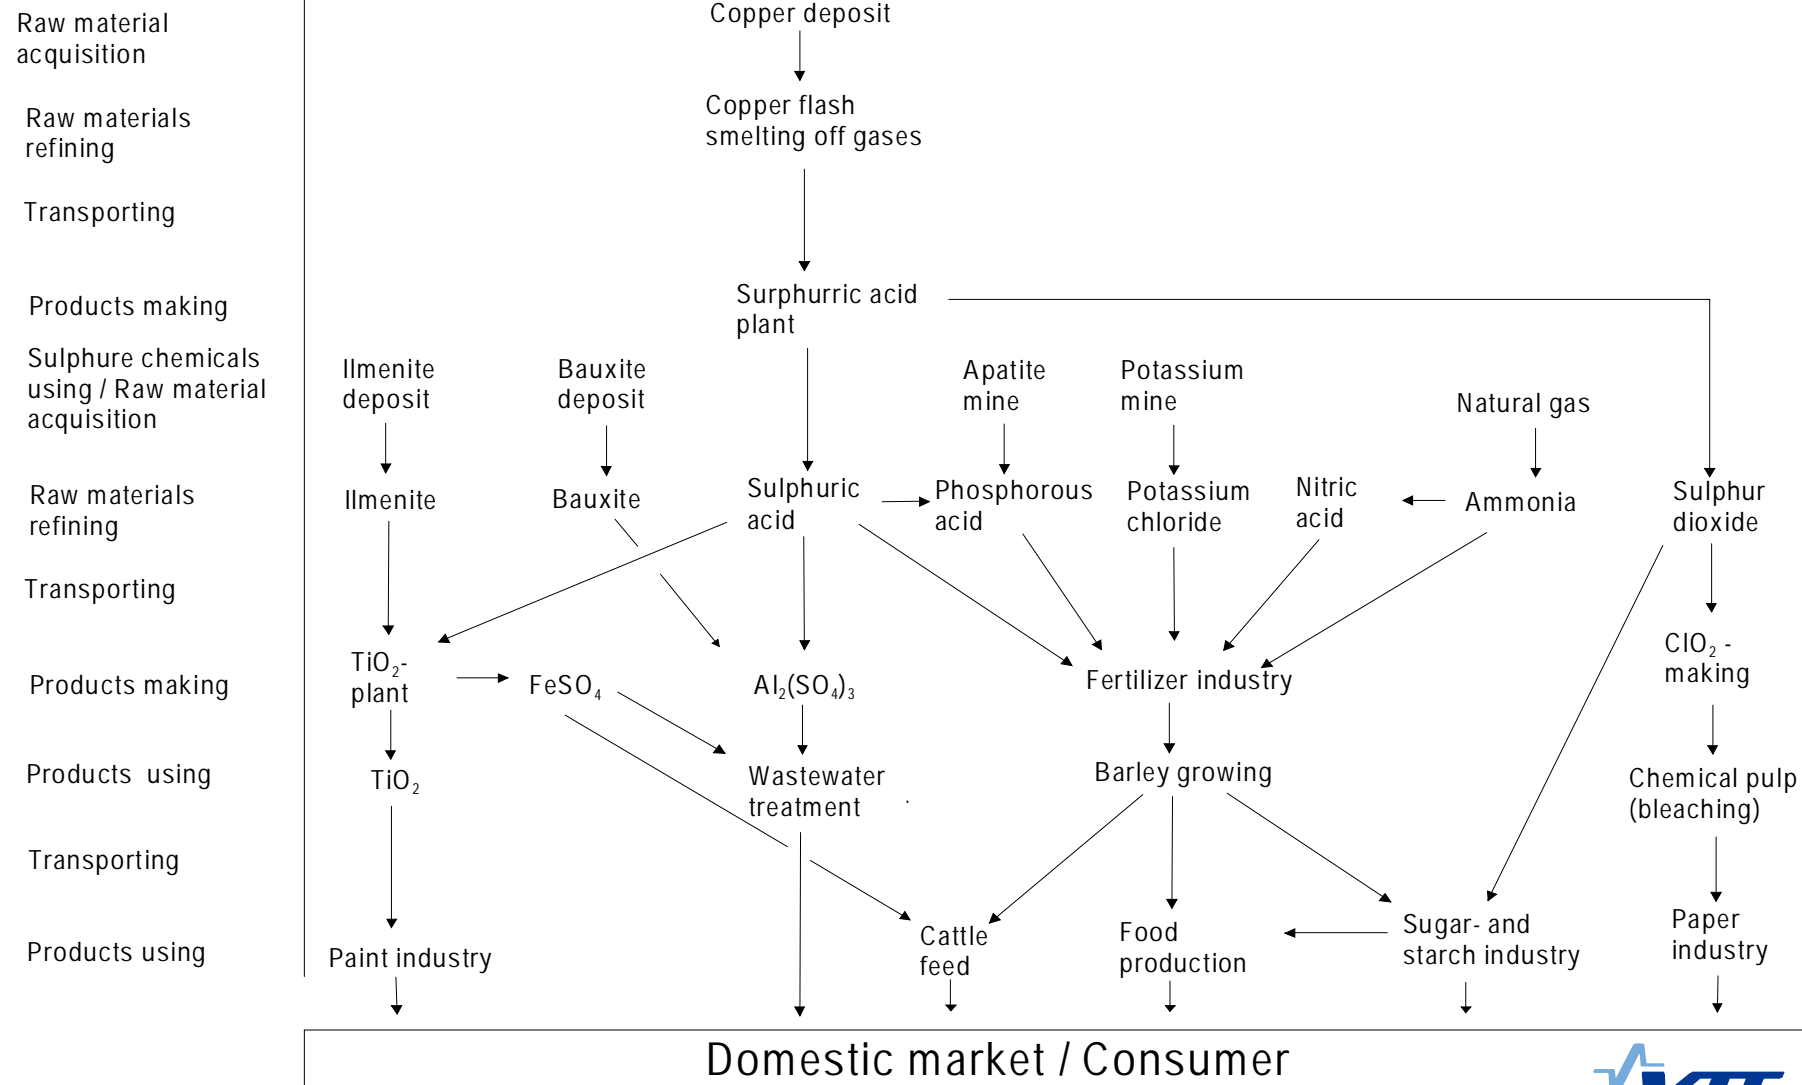 Raw material
acquisition
Copper deposit
Raw materials
refining
Copper flash
smelting off gases
Transporting
Products making
Surphurric acid
plant
Sulphure chemicals
using / Raw material
acquisition
Ilmenite
deposit
Bauxite
deposit
Apatite
mine
Potassium
mine
Natural gas
Raw materials
refining
Ilmenite
Bauxite
Sulphuric
acid
Phosphorous
acid
Potassium
chloride
Nitric
acid
Ammonia
Sulphur
dioxide
Transporting
Products making
TiO₂-
plant
FeSO₄
Al₂(SO₄)₃
Fertilizer industry
ClO₂ -
making
Products using
TiO₂
Wastewater
treatment
Barley growing
Chemical pulp
(bleaching)
Transporting
Products using
Paint industry
Cattle
feed
Food
production
Sugar- and
starch industry
Paper
industry
Domestic market / Consumer